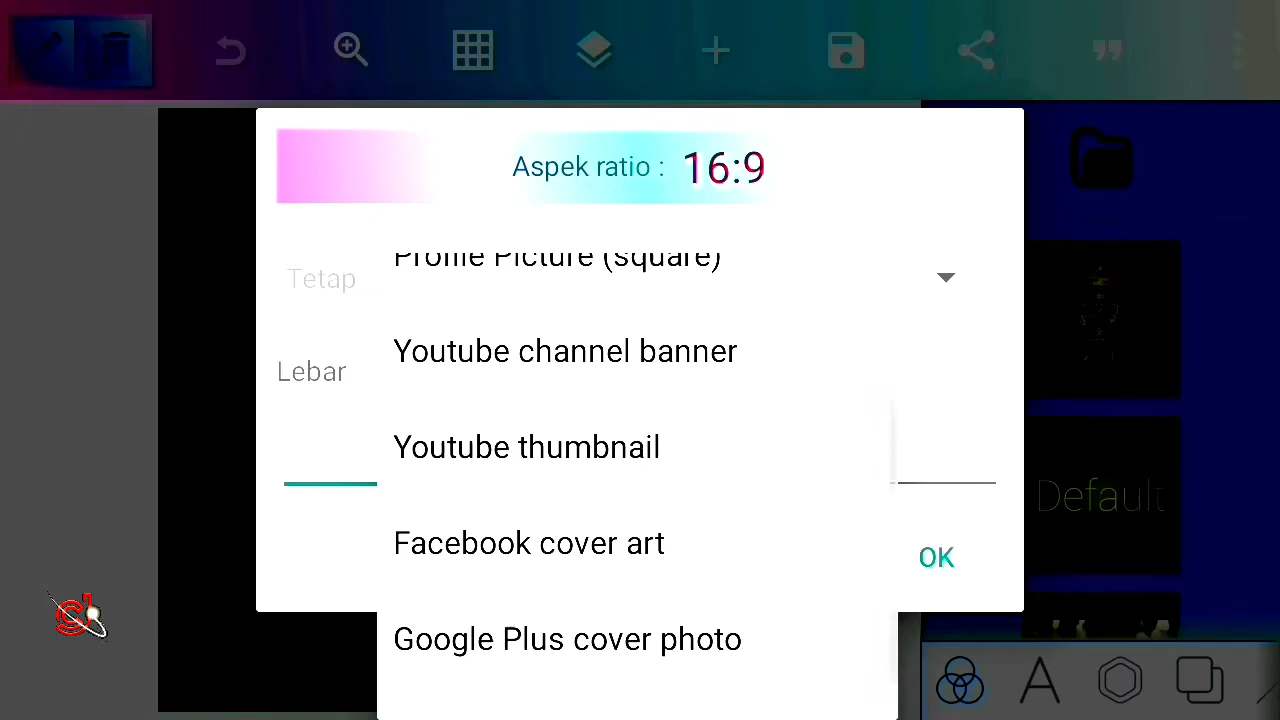 Aspek ratio : 16:9
Profile Picture (square)
Tetap
Youtube channel banner
Lebar
Youtube thumbnail
Default
Facebook cover art
OK
Google Plus cover photo
A